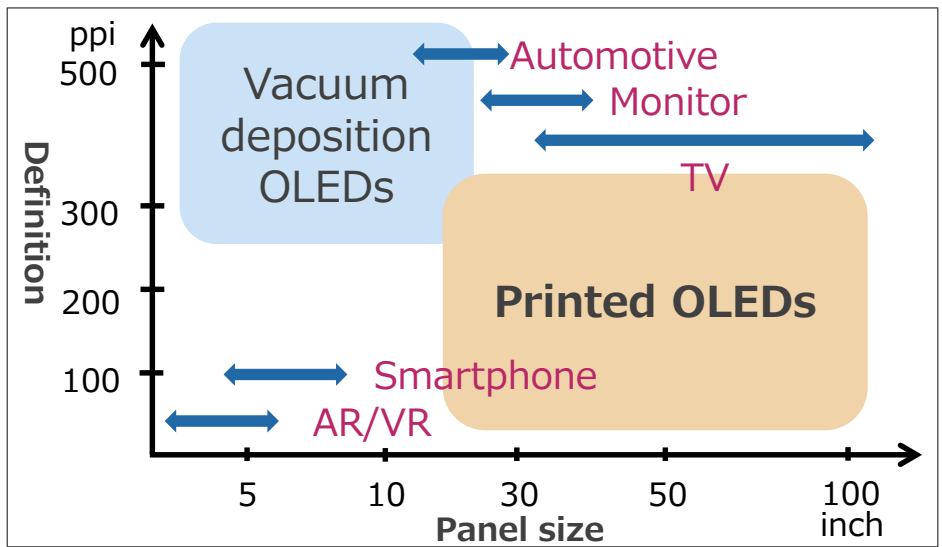 ppi
500
300
200
100
Definition
Vacuum
deposition
OLEDs
Automotive
Monitor
TV
Printed OLEDs
Smartphone
AR/VR
5 10 30 50 100
inch
Panel size